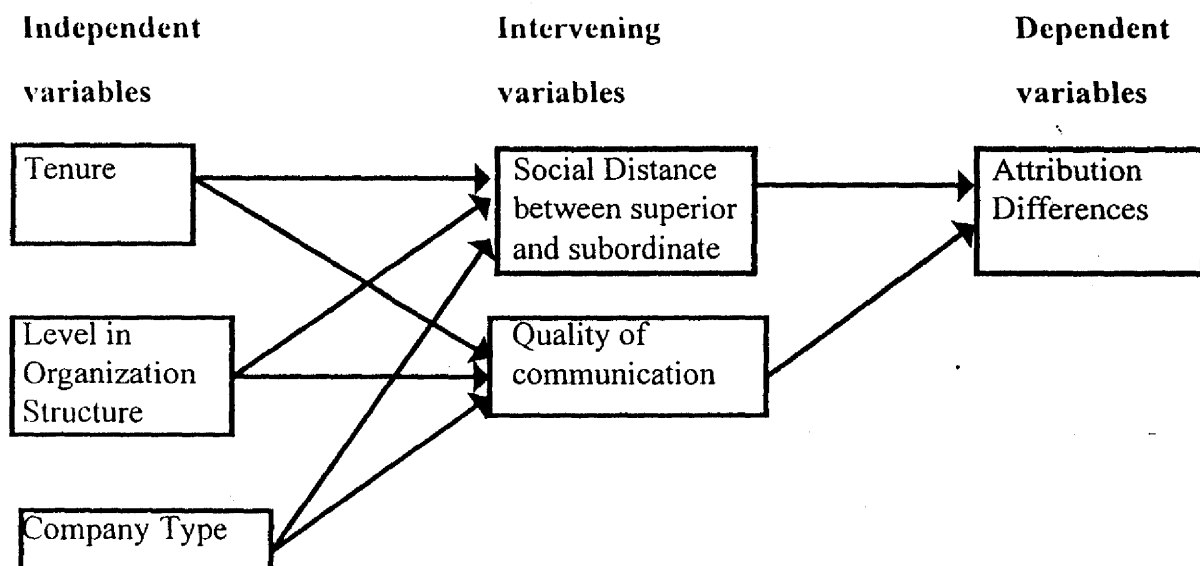 Independent
variables
Intervening
variables
Dependent
variables
Tenure
Social Distance
between superior
and subordinate
Attribution
Differences
Level in
Organization
Structure
Quality of
communication
Company Type